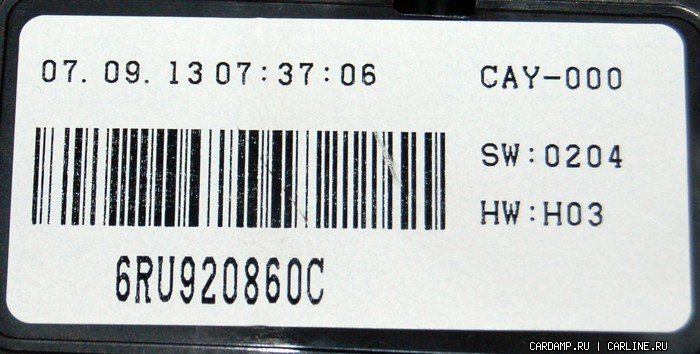 07. 09. 13 07:37:06 CAY-000
SW:0204
HW:H03
6RU920860C
CARDAMP.RU | CARLINE.RU